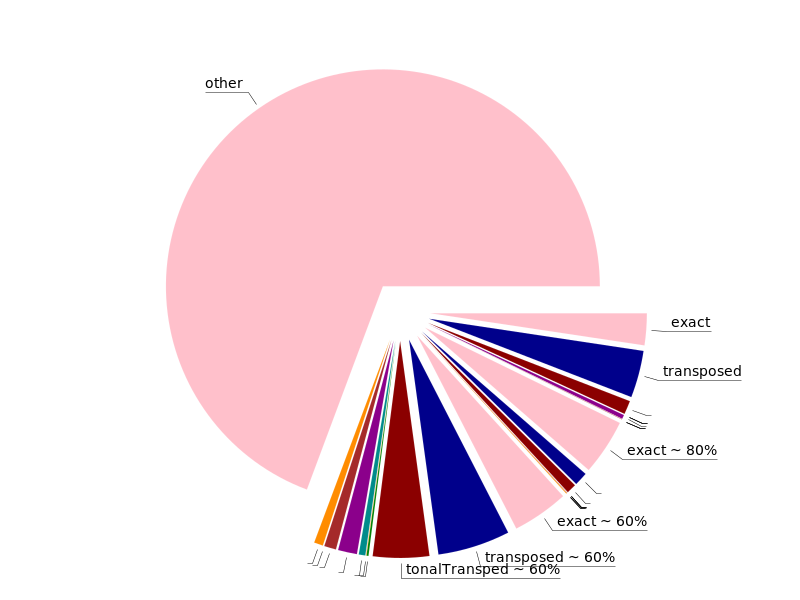 other
exact
transposed
exact ~ 80%
exact ~ 60%
transposed ~ 60%
tonalTransped ~ 60%